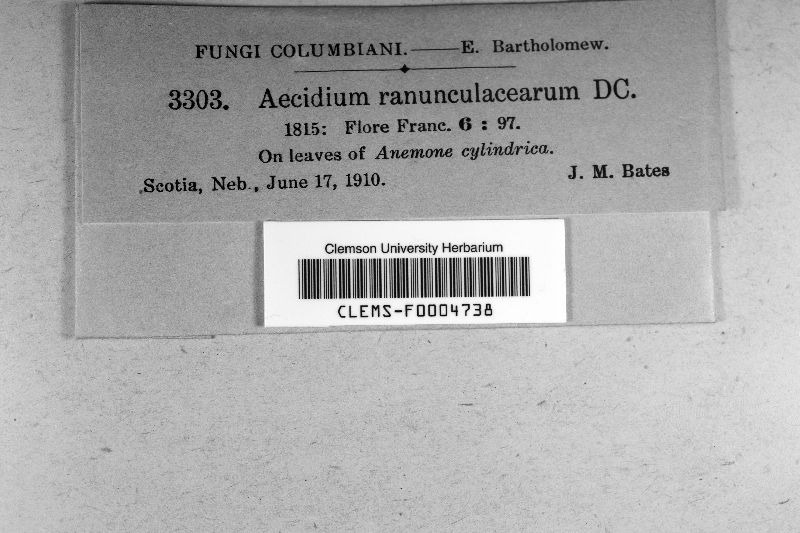 FUNGI COLUMBIANI.——E. Bartholomew.
3303. Aecidium ranunculacearum DC.
1815: Flore Franc. 6 : 97.
On leaves of Anemone cylindrica.
Scotia, Neb., June 17, 1910. J. M. Bates
Clemson University Herbarium
CLEMS-F0004738